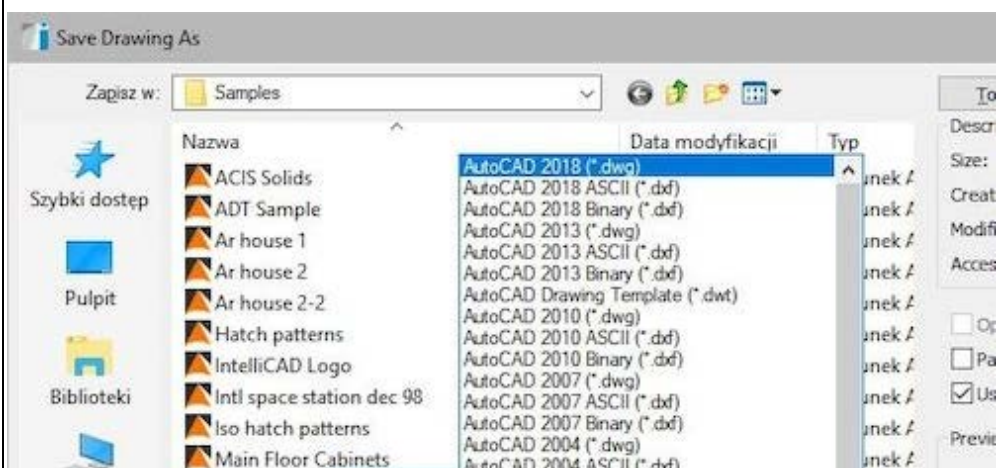 Save Drawing As
Zapisz w:
Samples
Nazwa
Data modyfikacji
Typ
Szybki dostęp
Pulpit
Biblioteki
ACIS Solids
ADT Sample
Ar house 1
Ar house 2
Ar house 2-2
Hatch patterns
IntelliCAD Logo
Intl space station dec 98
Iso hatch patterns
Main Floor Cabinets
AutoCAD 2018 (*.dwg)
AutoCAD 2018 ASCII (*.dxf)
AutoCAD 2018 Binary (*.dxf)
AutoCAD 2013 (*.dwg)
AutoCAD 2013 ASCII (*.dxf)
AutoCAD 2013 Binary (*.dxf)
AutoCAD Drawing Template (*.dwt)
AutoCAD 2010 (*.dwg)
AutoCAD 2010 ASCII (*.dxf)
AutoCAD 2010 Binary (*.dxf)
AutoCAD 2007 (*.dwg)
AutoCAD 2007 ASCII (*.dxf)
AutoCAD 2007 Binary (*.dxf)
AutoCAD 2004 (*.dwg)
AutoCAD 2004 ASCII (*.dxf)
Size: